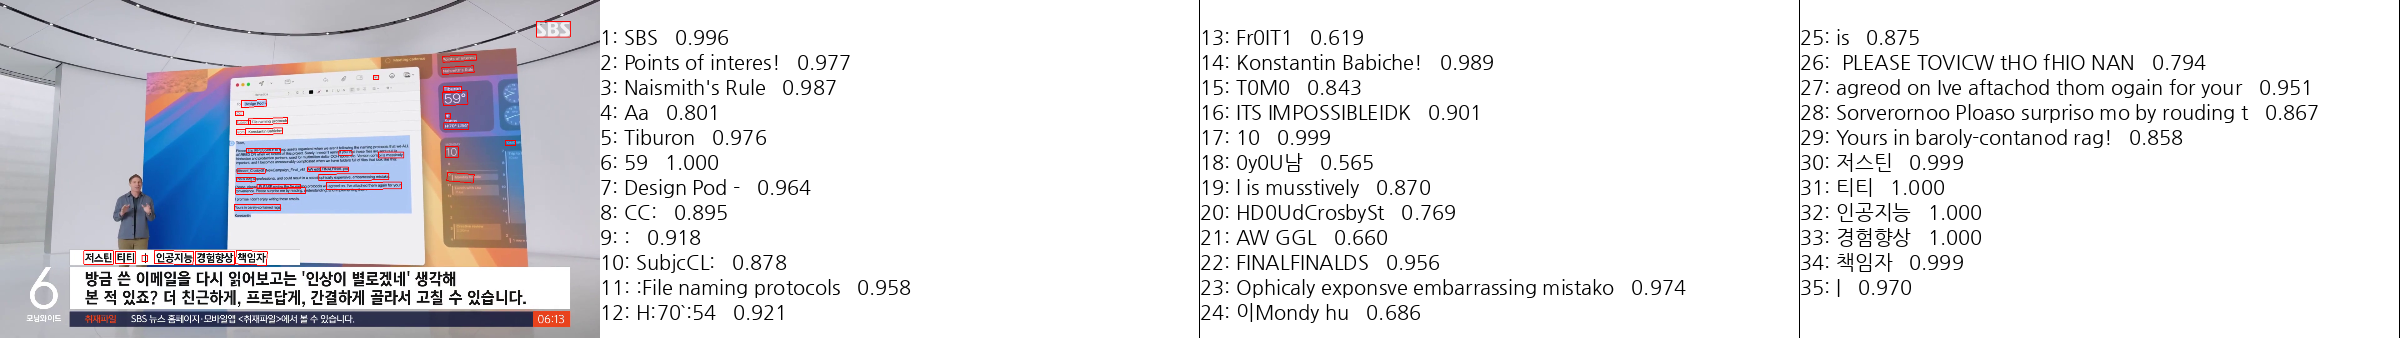 SBS
Tiburon
59°
10
저스틴 티티 | 인공지능 경험향상 책임자
방금 쓴 이메일을 다시 읽어보고는 '인상이 별로겠네' 생각해
본 적 있죠? 더 친근하게, 프로답게, 간결하게 골라서 고칠 수 있습니다.
6
모닝와이드
취재파일 SBS 뉴스 홈페이지·모바일앱 <취재파일>에서 볼 수 있습니다. 06:13
1: SBS 0.996
2: Points of interes! 0.977
3: Naismith's Rule 0.987
4: Aa 0.801
5: Tiburon 0.976
6: 59 1.000
7: Design Pod - 0.964
8: CC: 0.895
9: : 0.918
10: SubjcCL: 0.878
11: :File naming protocols 0.958
12: H:70`:54 0.921
13: Fr0IT1 0.619
14: Konstantin Babiche! 0.989
15: T0M0 0.843
16: ITS IMPOSSIBLEIDK 0.901
17: 10 0.999
18: 0y0U남 0.565
19: l is musstively 0.870
20: HD0UdCrosbySt 0.769
21: AW GGL 0.660
22: FINALFINALDS 0.956
23: Ophicaly exponsve embarrassing mistako 0.974
24: 이Mondy hu 0.686
25: is 0.875
26: PLEASE TOVICW tHO fHIO NAN 0.794
27: agreod on Ive aftachod thom ogain for your 0.951
28: Sorverornoo Ploaso surpriso mo by rouding t 0.867
29: Yours in baroly-contanod rag! 0.858
30: 저스틴 0.999
31: 티티 1.000
32: 인공지능 1.000
33: 경험향상 1.000
34: 책임자 0.999
35: | 0.970